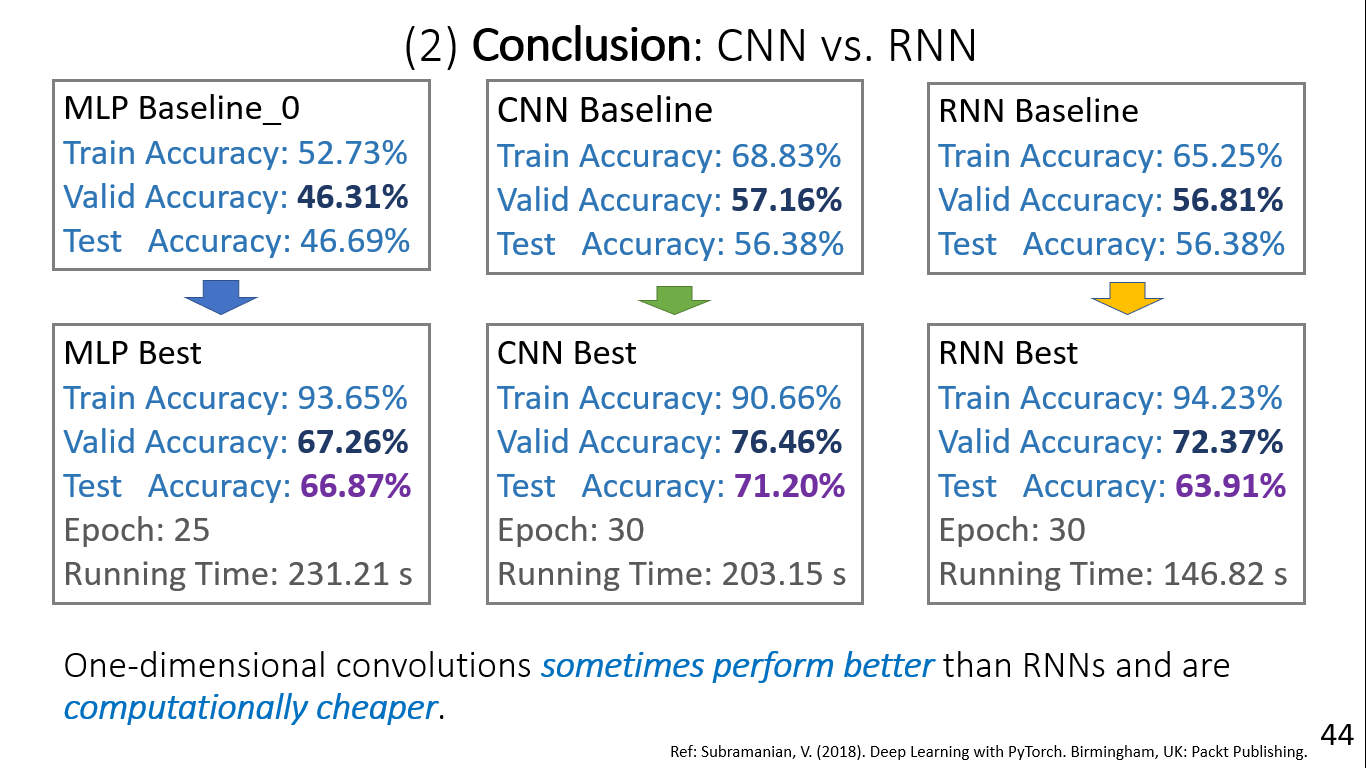 (2) Conclusion: CNN vs. RNN
MLP Baseline_0
Train Accuracy: 52.73%
Valid Accuracy: 46.31%
Test Accuracy: 46.69%
CNN Baseline
Train Accuracy: 68.83%
Valid Accuracy: 57.16%
Test Accuracy: 56.38%
RNN Baseline
Train Accuracy: 65.25%
Valid Accuracy: 56.81%
Test Accuracy: 56.38%
MLP Best
Train Accuracy: 93.65%
Valid Accuracy: 67.26%
Test Accuracy: 66.87%
Epoch: 25
Running Time: 231.21 s
CNN Best
Train Accuracy: 90.66%
Valid Accuracy: 76.46%
Test Accuracy: 71.20%
Epoch: 30
Running Time: 203.15 s
RNN Best
Train Accuracy: 94.23%
Valid Accuracy: 72.37%
Test Accuracy: 63.91%
Epoch: 30
Running Time: 146.82 s
One-dimensional convolutions sometimes perform better than RNNs and are
computationally cheaper.
44
Ref: Subramanian, V. (2018). Deep Learning with PyTorch. Birmingham, UK: Packt Publishing.